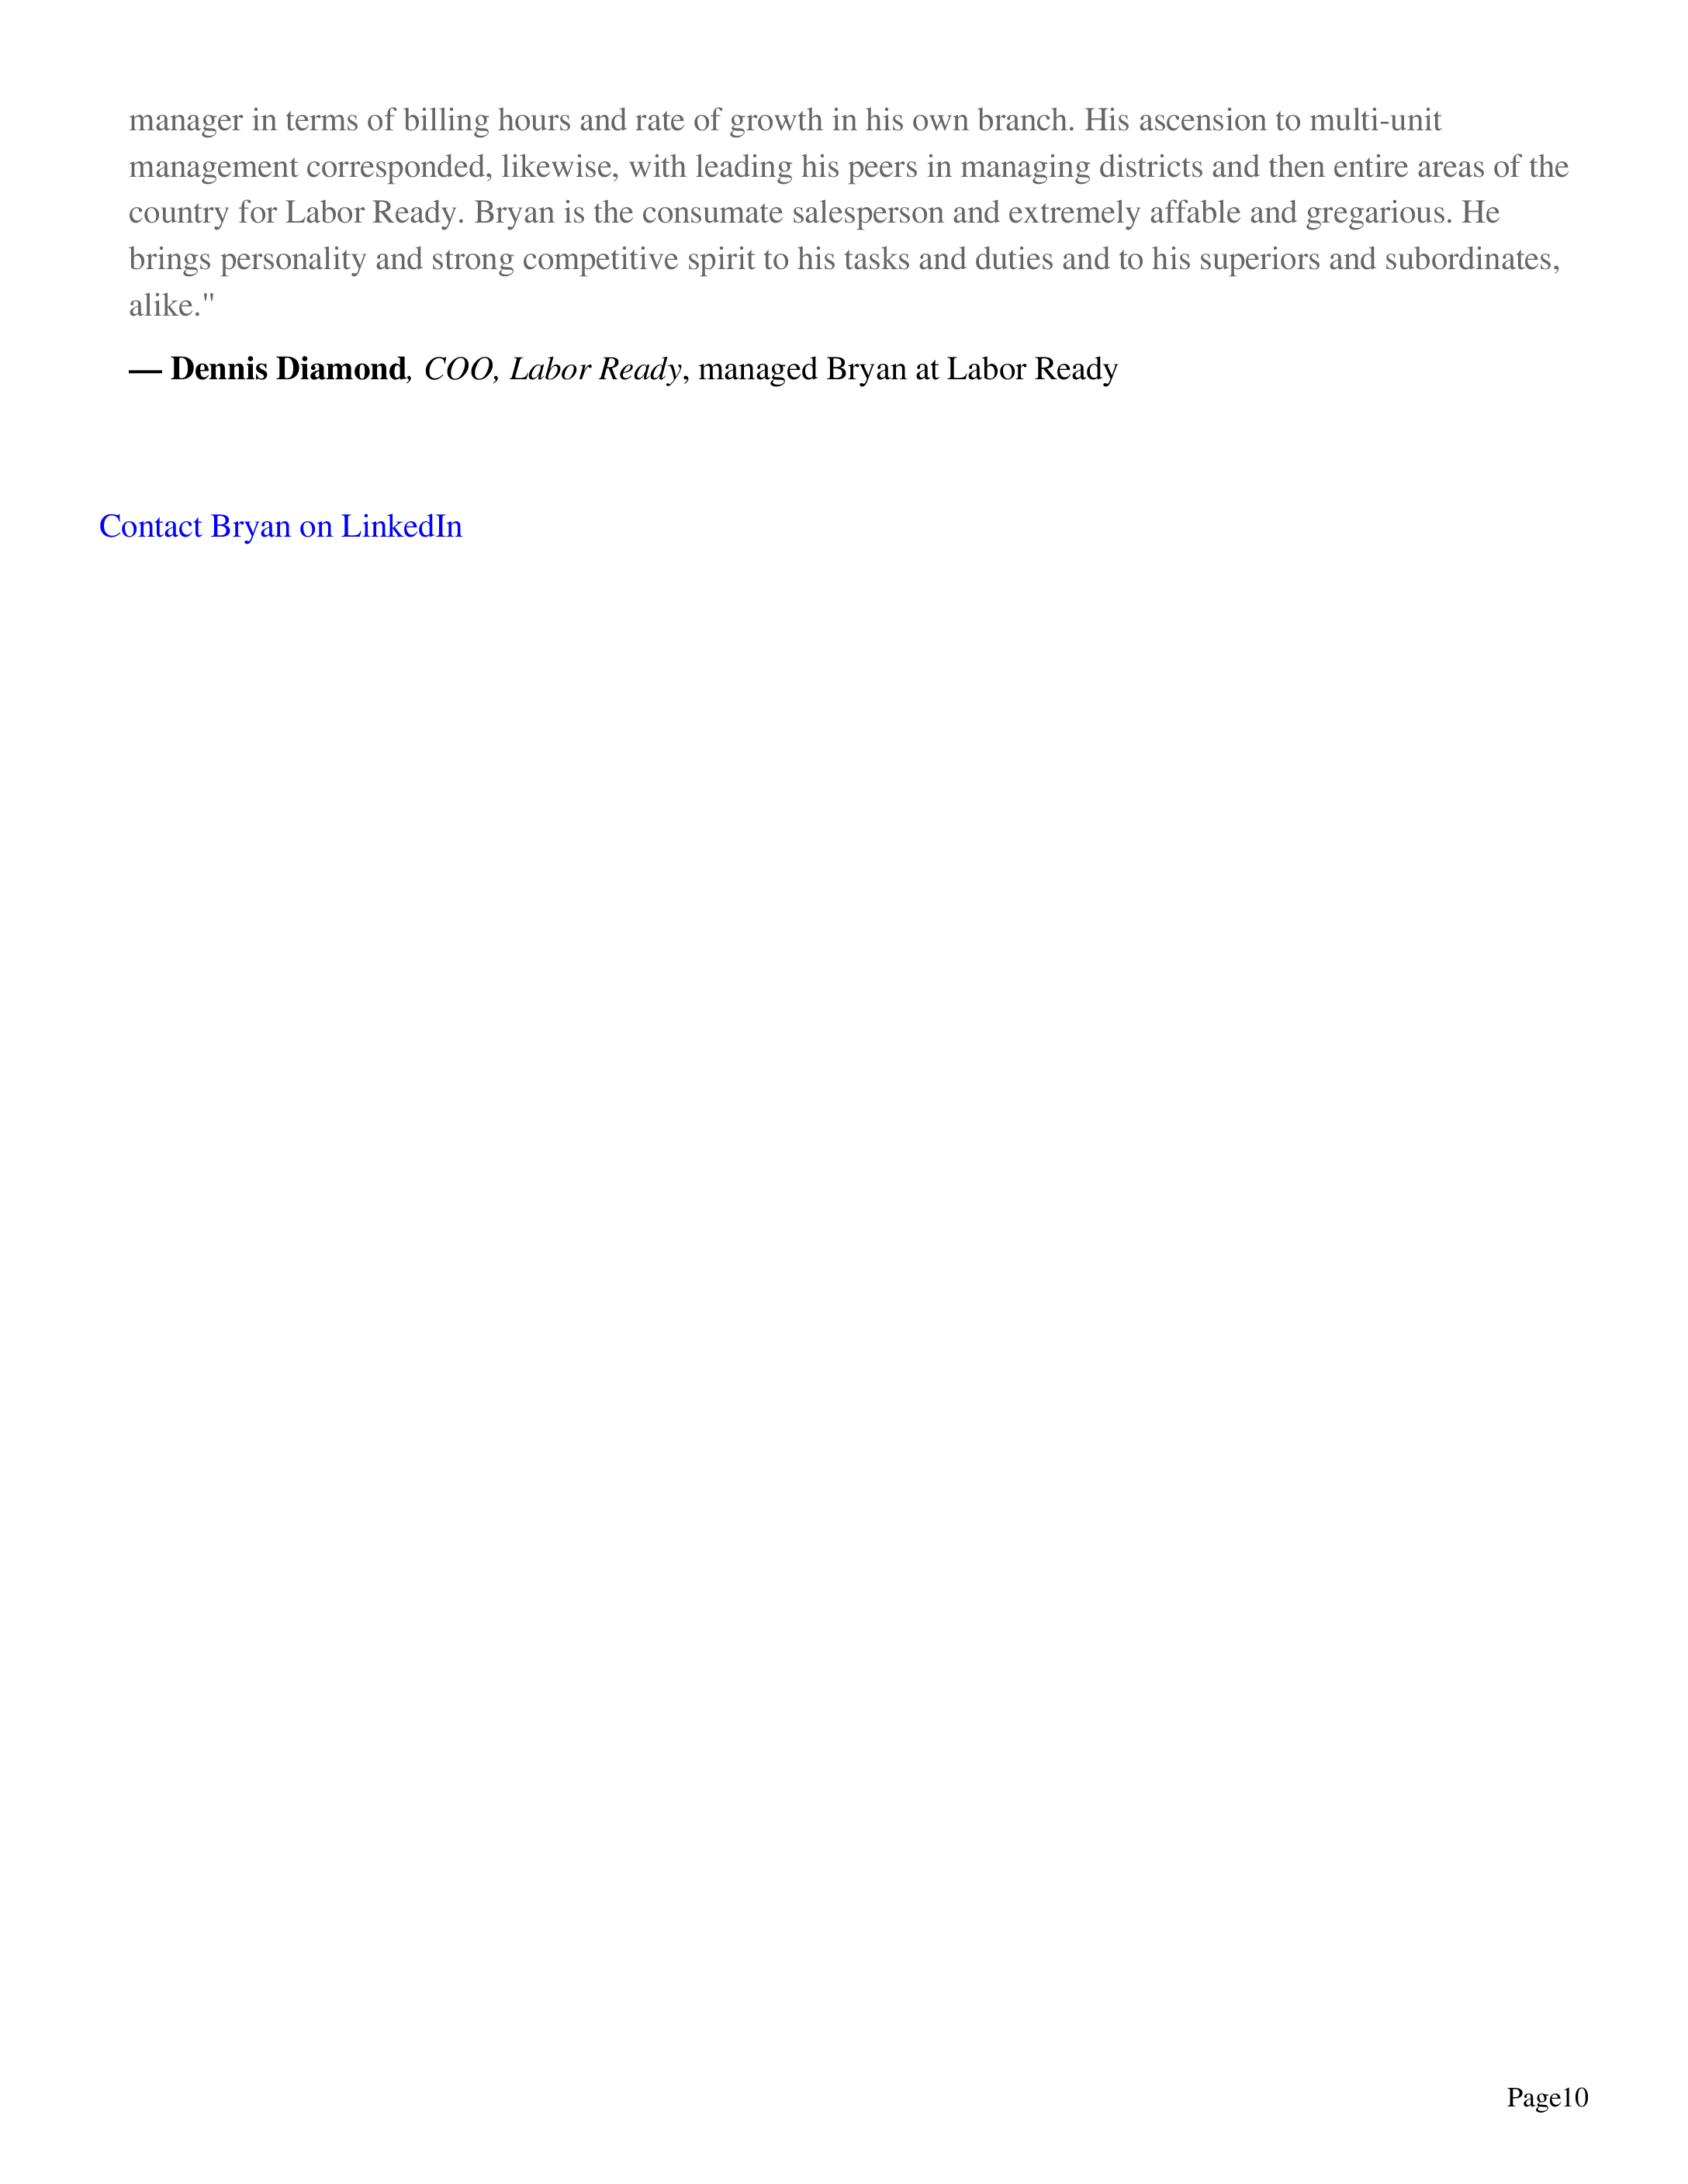 manager in terms of billing hours and rate of growth in his own branch. His ascension to multi-unit
management corresponded, likewise, with leading his peers in managing districts and then entire areas of the
country for Labor Ready. Bryan is the consumate salesperson and extremely affable and gregarious. He
brings personality and strong competitive spirit to his tasks and duties and to his superiors and subordinates,
alike."
— Dennis Diamond, COO, Labor Ready, managed Bryan at Labor Ready
Contact Bryan on LinkedIn
Page10